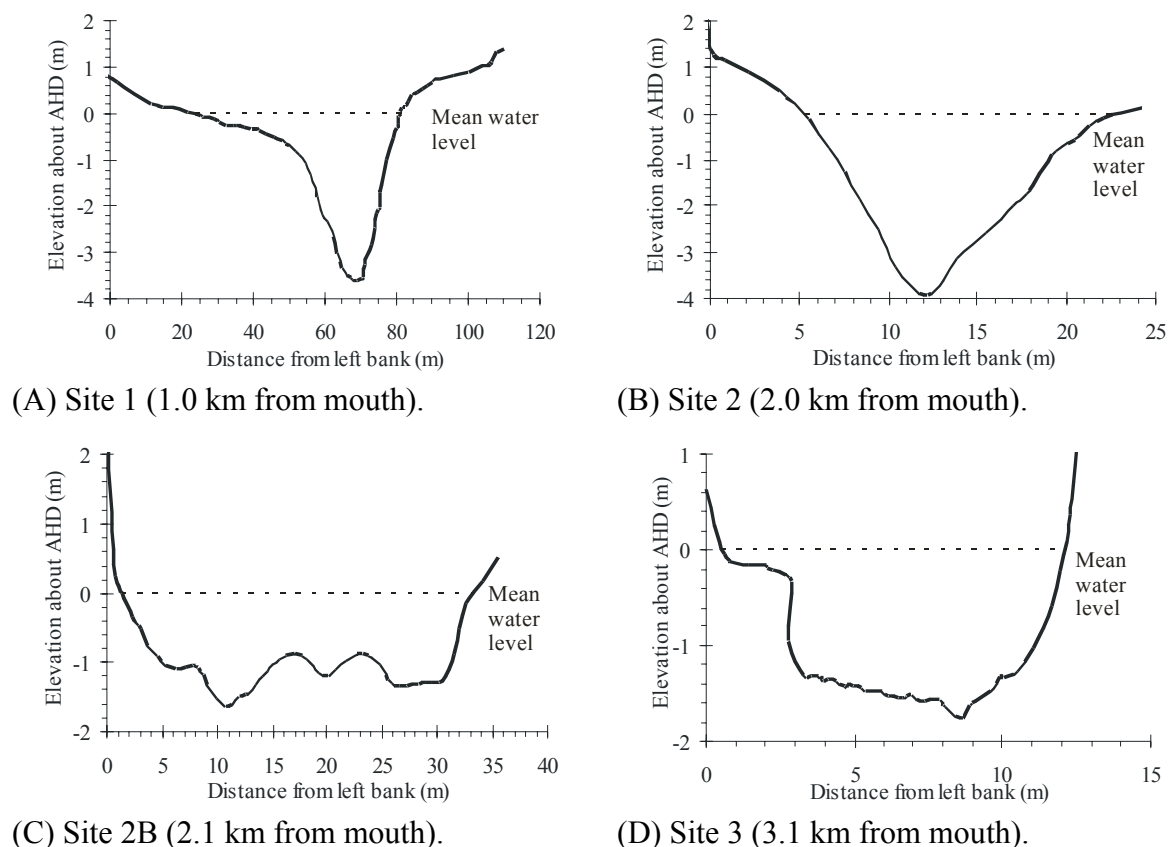 2
1
0
-1
-2
-3
-4
Elevation about AHD (m)
Mean water
level
0 20 40 60 80 100 120
Distance from left bank (m)
(A) Site 1 (1.0 km from mouth).
2
1
0
-1
-2
-3
-4
Elevation about AHD (m)
Mean
water
level
0 5 10 15 20 25
Distance from left bank (m)
(B) Site 2 (2.0 km from mouth).
2
1
0
-1
-2
Elevation about AHD (m)
Mean
water
level
0 5 10 15 20 25 30 35 40
Distance from left bank (m)
(C) Site 2B (2.1 km from mouth).
1
0
-1
-2
Elevation about AHD (m)
Mean
water
level
0 5 10 15
Distance from left bank (m)
(D) Site 3 (3.1 km from mouth).